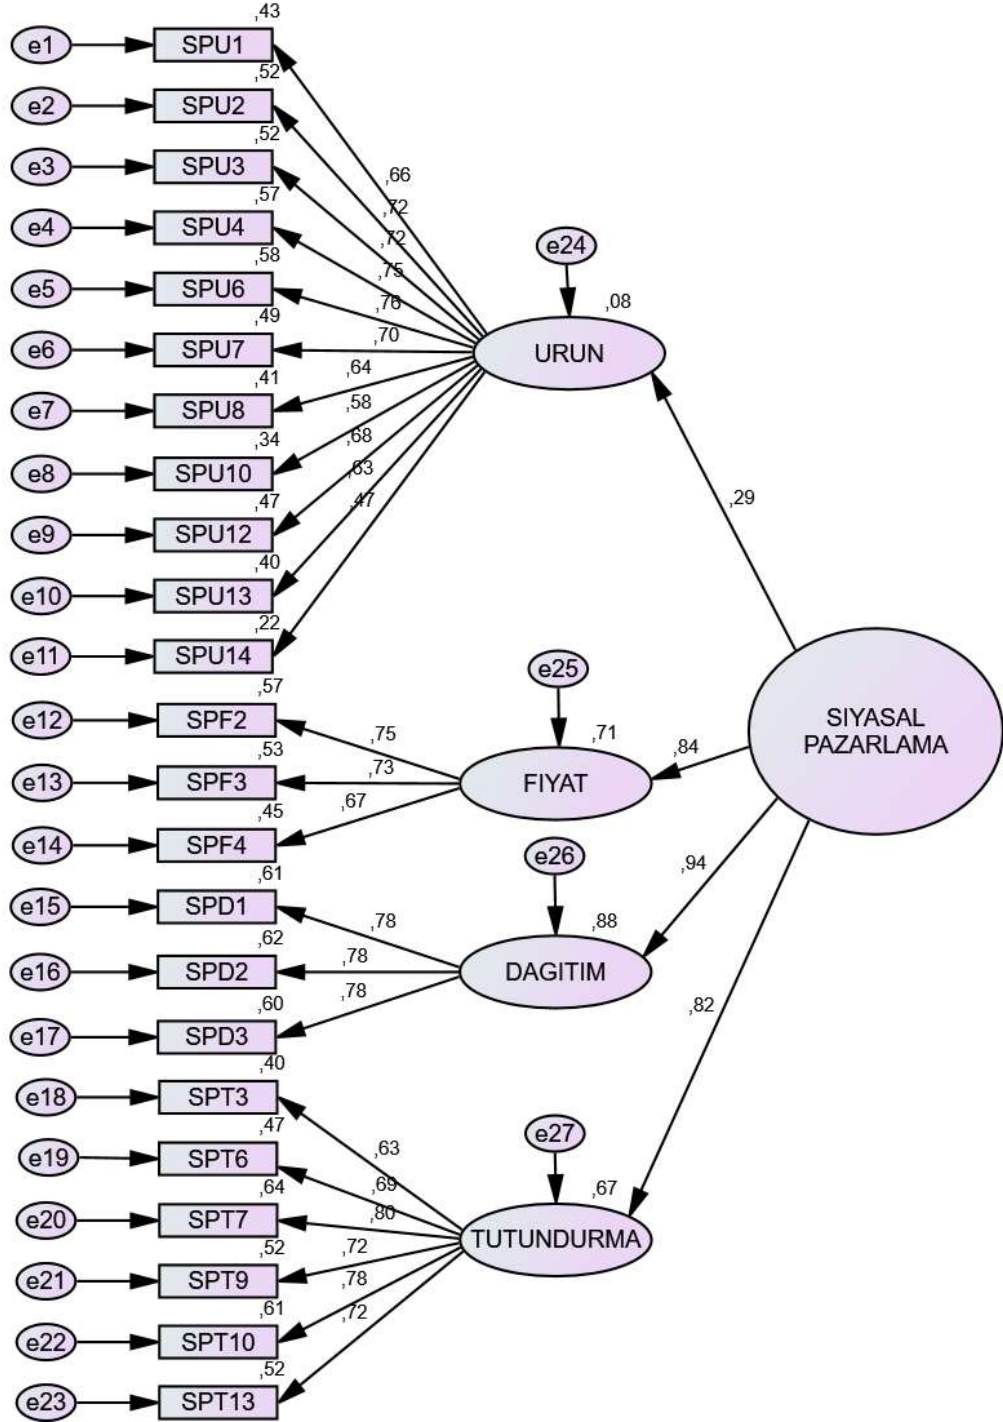 ,43
e1
SPU1
,52
e2
SPU2
,52
e3
SPU3
,57
e4
SPU4
,58
e5
SPU6
,49
e6
SPU7
,41
e7
SPU8
,34
e8
SPU10
,47
e9
SPU12
,40
e10
SPU13
,22
e11
SPU14
,57
e12
SPF2
,53
e13
SPF3
,45
e14
SPF4
,61
e15
SPD1
,62
e16
SPD2
,60
e17
SPD3
,40
e18
SPT3
,47
e19
SPT6
,64
e20
SPT7
,52
e21
SPT9
,61
e22
SPT10
,52
e23
SPT13
,66
,72
,72
,75
,76
,70
,64
,58
,68
,63
,47
,75
,73
,67
,78
,78
,78
,63
,69
,80
,72
,78
,72
e24
,08
URUN
e25
,71
FIYAT
e26
,88
DAGITIM
e27
,67
TUTUNDURMA
,29
,84
,94
,82
SIYASAL
PAZARLAMA